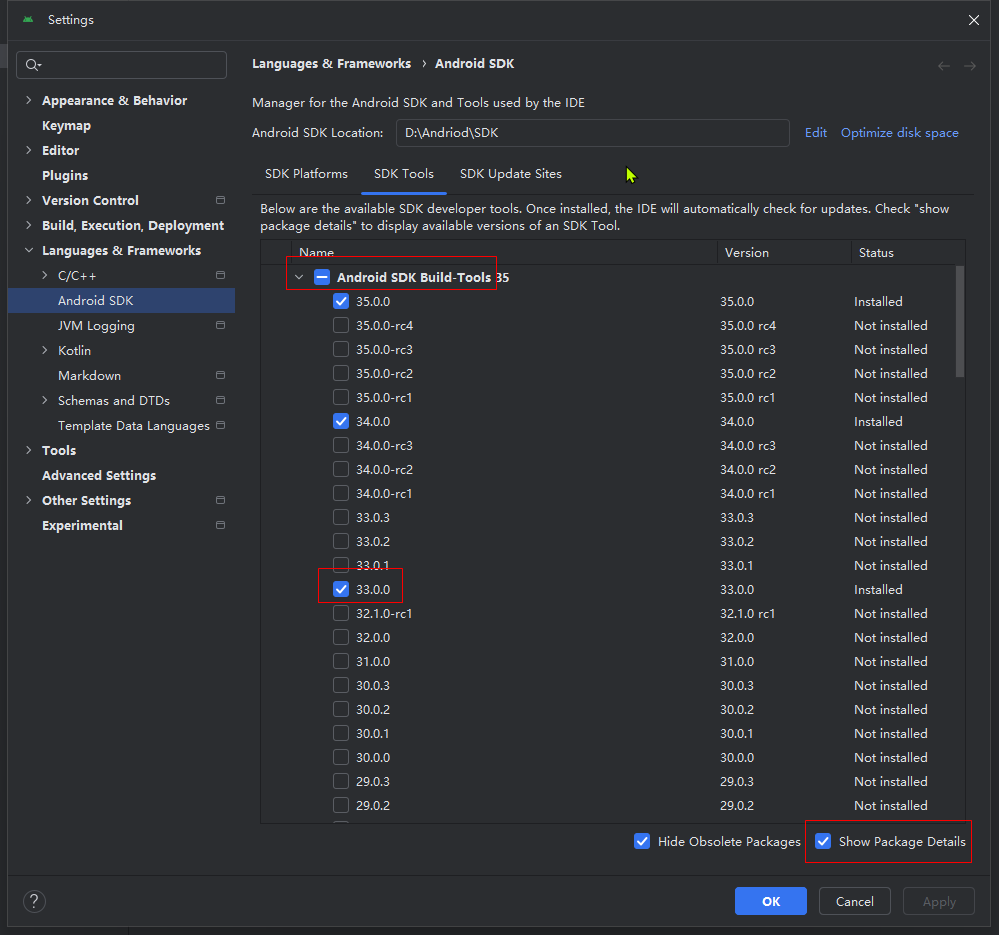 Settings
Languages & Frameworks › Android SDK
Appearance & Behavior
Keymap
Editor
Plugins
Version Control
Build, Execution, Deployment
Languages & Frameworks
C/C++
Android SDK
JVM Logging
Kotlin
Markdown
Schemas and DTDs
Template Data Languages
Tools
Advanced Settings
Other Settings
Experimental
Manager for the Android SDK and Tools used by the IDE
Android SDK Location: D:\Andriod\SDK Edit Optimize disk space
SDK Platforms SDK Tools SDK Update Sites
Below are the available SDK developer tools. Once installed, the IDE will automatically check for updates. Check "show
package details" to display available versions of an SDK Tool.
Name Version Status
Android SDK Build-Tools 35
35.0.0 35.0.0 Installed
35.0.0-rc4 35.0.0 rc4 Not installed
35.0.0-rc3 35.0.0 rc3 Not installed
35.0.0-rc2 35.0.0 rc2 Not installed
35.0.0-rc1 35.0.0 rc1 Not installed
34.0.0 34.0.0 Installed
34.0.0-rc3 34.0.0 rc3 Not installed
34.0.0-rc2 34.0.0 rc2 Not installed
34.0.0-rc1 34.0.0 rc1 Not installed
33.0.3 33.0.3 Not installed
33.0.2 33.0.2 Not installed
33.0.1 33.0.1 Not installed
33.0.0 33.0.0 Installed
32.1.0-rc1 32.1.0 rc1 Not installed
32.0.0 32.0.0 Not installed
31.0.0 31.0.0 Not installed
30.0.3 30.0.3 Not installed
30.0.2 30.0.2 Not installed
30.0.1 30.0.1 Not installed
30.0.0 30.0.0 Not installed
29.0.3 29.0.3 Not installed
29.0.2 29.0.2 Not installed
Hide Obsolete Packages Show Package Details
? OK Cancel Apply